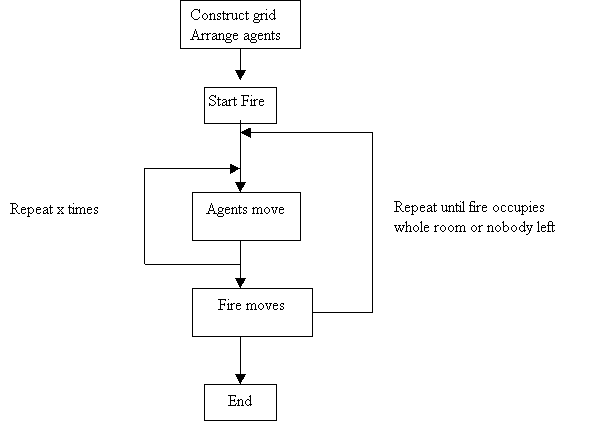 Construct grid
Arrange agents
Start Fire
Repeat x times
Agents move
Repeat until fire occupies
whole room or nobody left
Fire moves
End